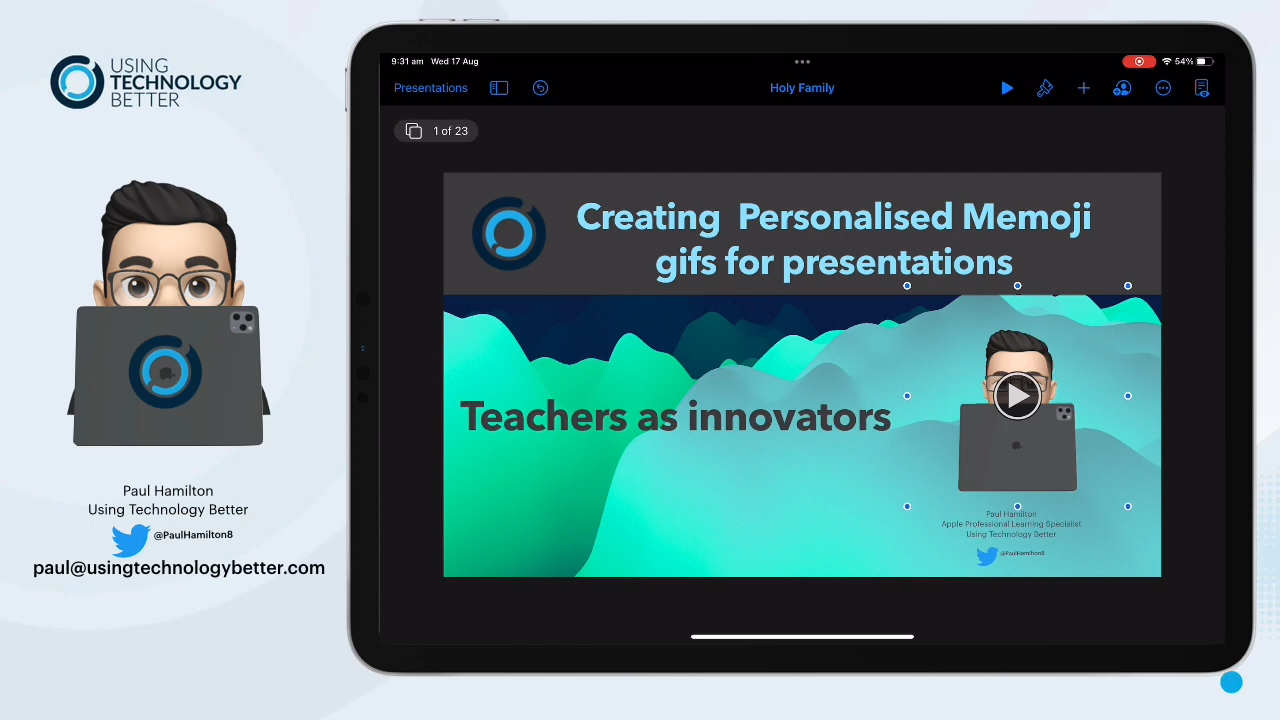 USING
TECHNOLOGY
BETTER
Paul Hamilton
Using Technology Better
@PaulHamilton8
paul@usingtechnologybetter.com
9:31 am Wed 17 Aug
54%
Presentations
Holy Family
1 of 23
Creating Personalised Memoji
gifs for presentations
Teachers as innovators
Paul Hamilton
Apple Professional Learning Specialist
Using Technology Better
@PaulHamilton8